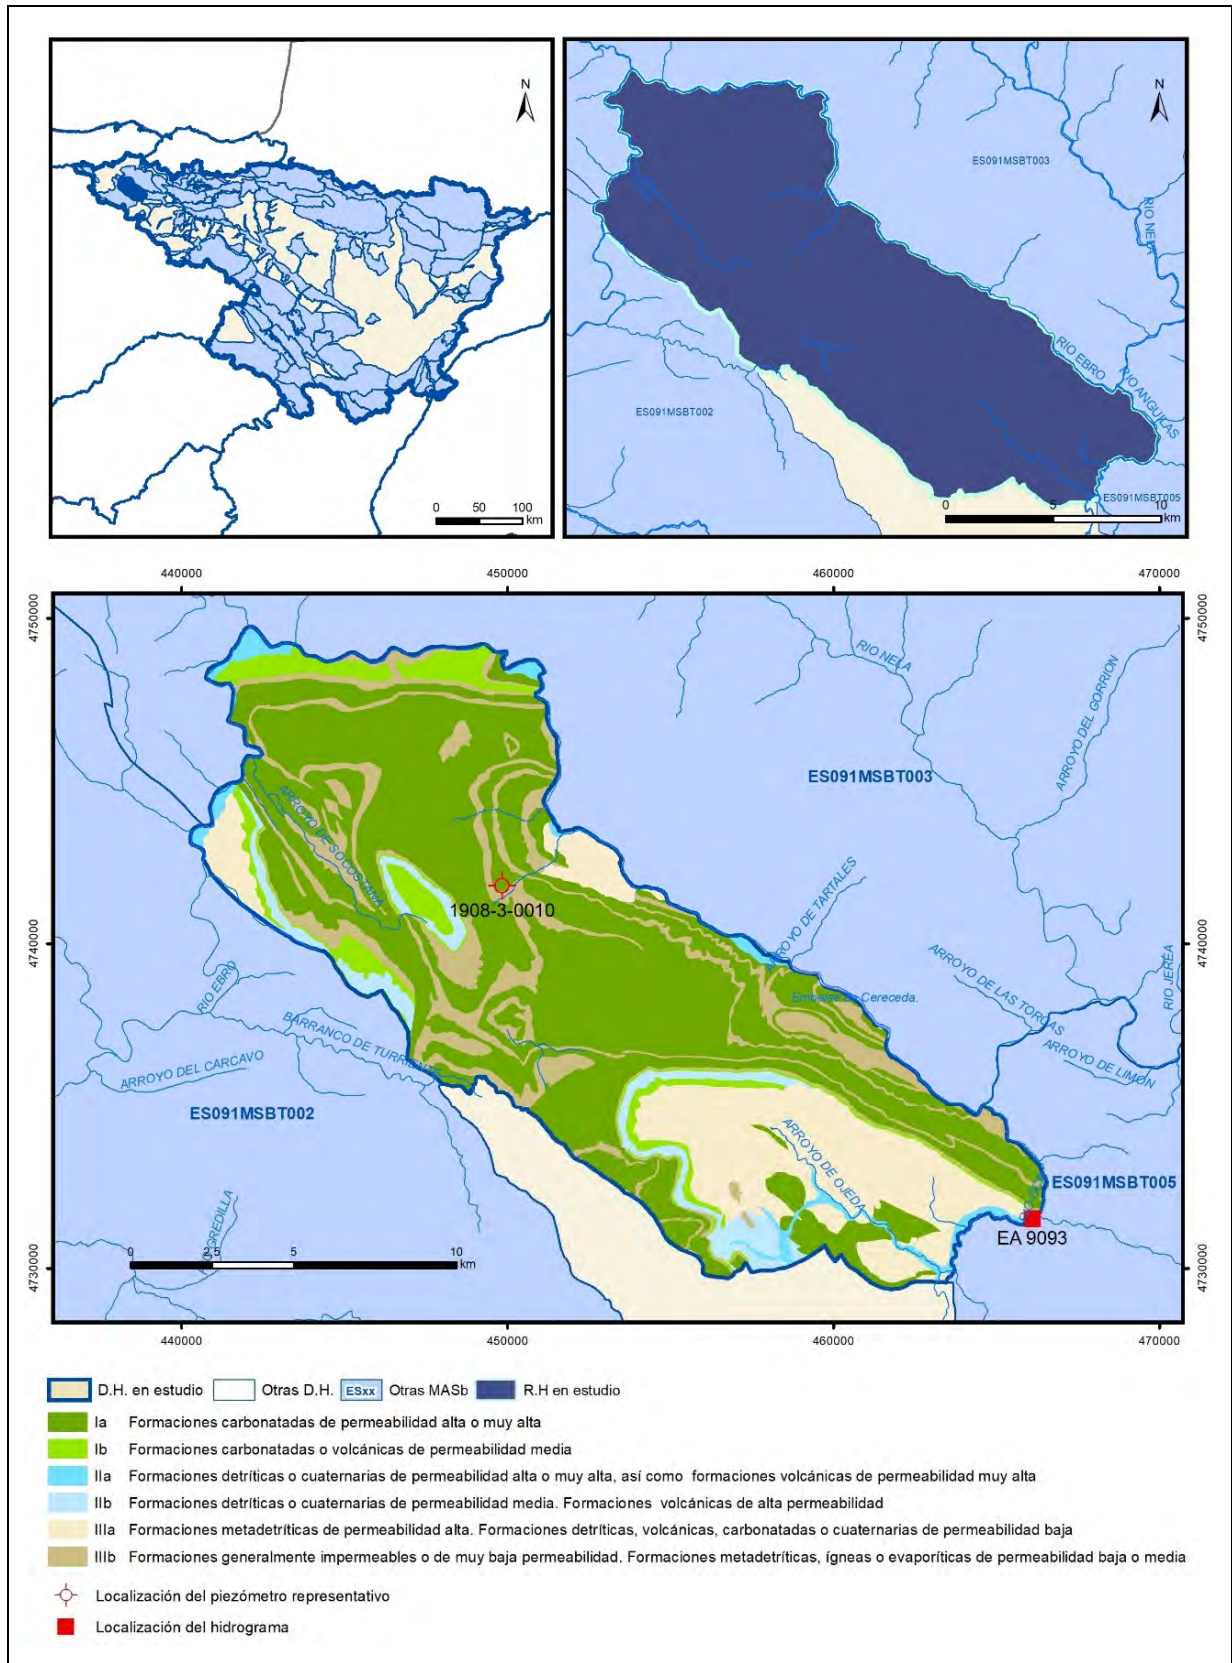 N
0 50 100
km
N
ES091MSBT003
RIO NELA
RIO EBRO
RIO ANGUILAS
ES091MSBT002
ES091MSBT005
0 5 10
km
440000 450000 460000 470000
4750000
4750000
RIO NELA
ARROYO DEL GORRION
ES091MSBT003
ARROYO DE SOCOSTANA
1908-3-0010
ARROYO DE TARTALES
4740000
4740000
ARROYO DE LAS TORCAS
RIO JEREA
RIO EBRO
Embalse de Cereceda.
BARRANCO DE TURRIENTE
ARROYO DEL CARCAVO
ARROYO DE LIMON
ES091MSBT002
ARROYO DE OJEDA
ES091MSBT005
EA 9093
0 2,5 5 10
km
4730000
4730000
440000 450000 460000 470000
D.H. en estudio Otras D.H. ESxx Otras MASb R.H en estudio
Ia Formaciones carbonatadas de permeabilidad alta o muy alta
Ib Formaciones carbonatadas o volcánicas de permeabilidad media
IIa Formaciones detríticas o cuaternarias de permeabilidad alta o muy alta, así como formaciones volcánicas de permeabilidad muy alta
IIb Formaciones detríticas o cuaternarias de permeabilidad media. Formaciones volcánicas de alta permeabilidad
IIIa Formaciones metadetríticas de permeabilidad alta. Formaciones detríticas, volcánicas, carbonatadas o cuaternarias de permeabilidad baja
IIIb Formaciones generalmente impermeables o de muy baja permeabilidad. Formaciones metadetríticas, ígneas o evaporíticas de permeabilidad baja o media
Localización del piezómetro representativo
Localización del hidrograma